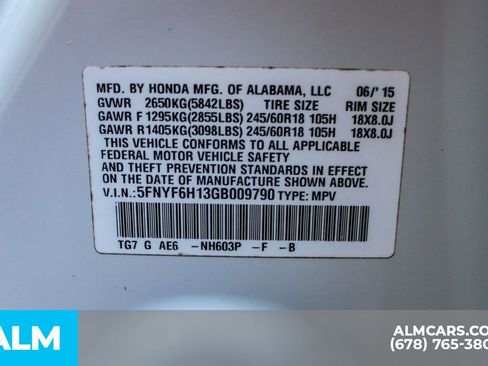 MFD. BY HONDA MFG. OF ALABAMA, LLC 06/'15
GVWR 2650KG(5842LBS) TIRE SIZE RIM SIZE
GAWR F 1295KG(2855LBS) 245/60R18 105H 18X8.0J
GAWR R 1405KG(3098LBS) 245/60R18 105H 18X8.0J
THIS VEHICLE CONFORMS TO ALL APPLICABLE
FEDERAL MOTOR VEHICLE SAFETY
AND THEFT PREVENTION STANDARDS IN
EFFECT ON THE DATE OF MANUFACTURE SHOWN ABOVE.
V.I.N.:5FNYF6H13GB009790 TYPE: MPV
TG7 G AE6 -NH603P -F -B
ALM
ALMCARS.COM
(678) 765-380